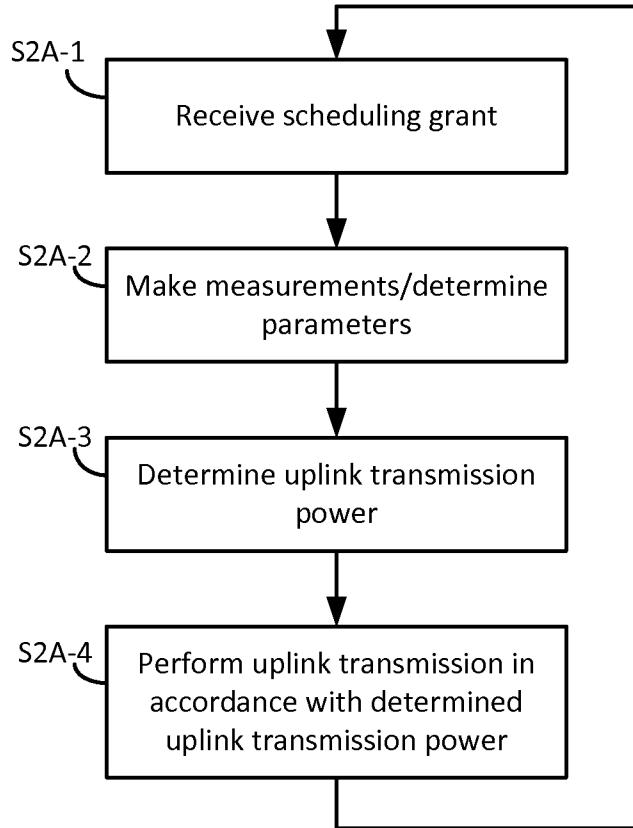 S2A-1
Receive scheduling grant
S2A-2
Make measurements/determine
parameters
S2A-3
Determine uplink transmission
power
S2A-4
Perform uplink transmission in
accordance with determined
uplink transmission power